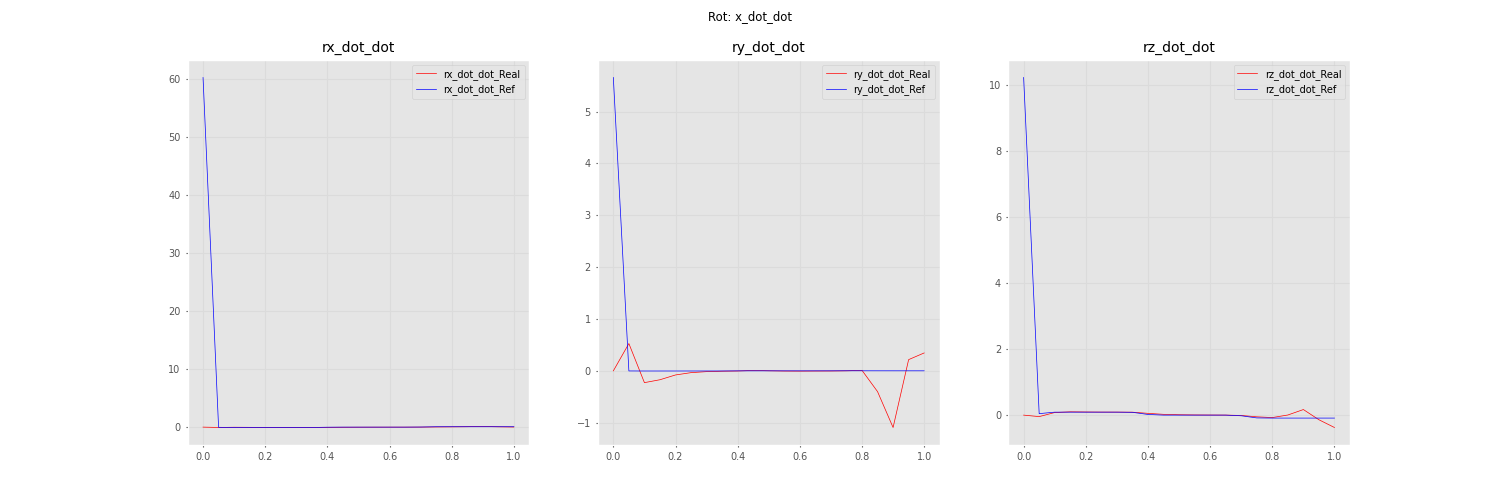 Rot: x_dot_dot
rx_dot_dot
ry_dot_dot
rz_dot_dot
rx_dot_dot_Real
rx_dot_dot_Ref
ry_dot_dot_Real
ry_dot_dot_Ref
rz_dot_dot_Real
rz_dot_dot_Ref
60
50
40
30
20
10
0
0.0 0.2 0.4 0.6 0.8 1.0
5
4
3
2
1
0
−1
0.0 0.2 0.4 0.6 0.8 1.0
10
8
6
4
2
0
0.0 0.2 0.4 0.6 0.8 1.0